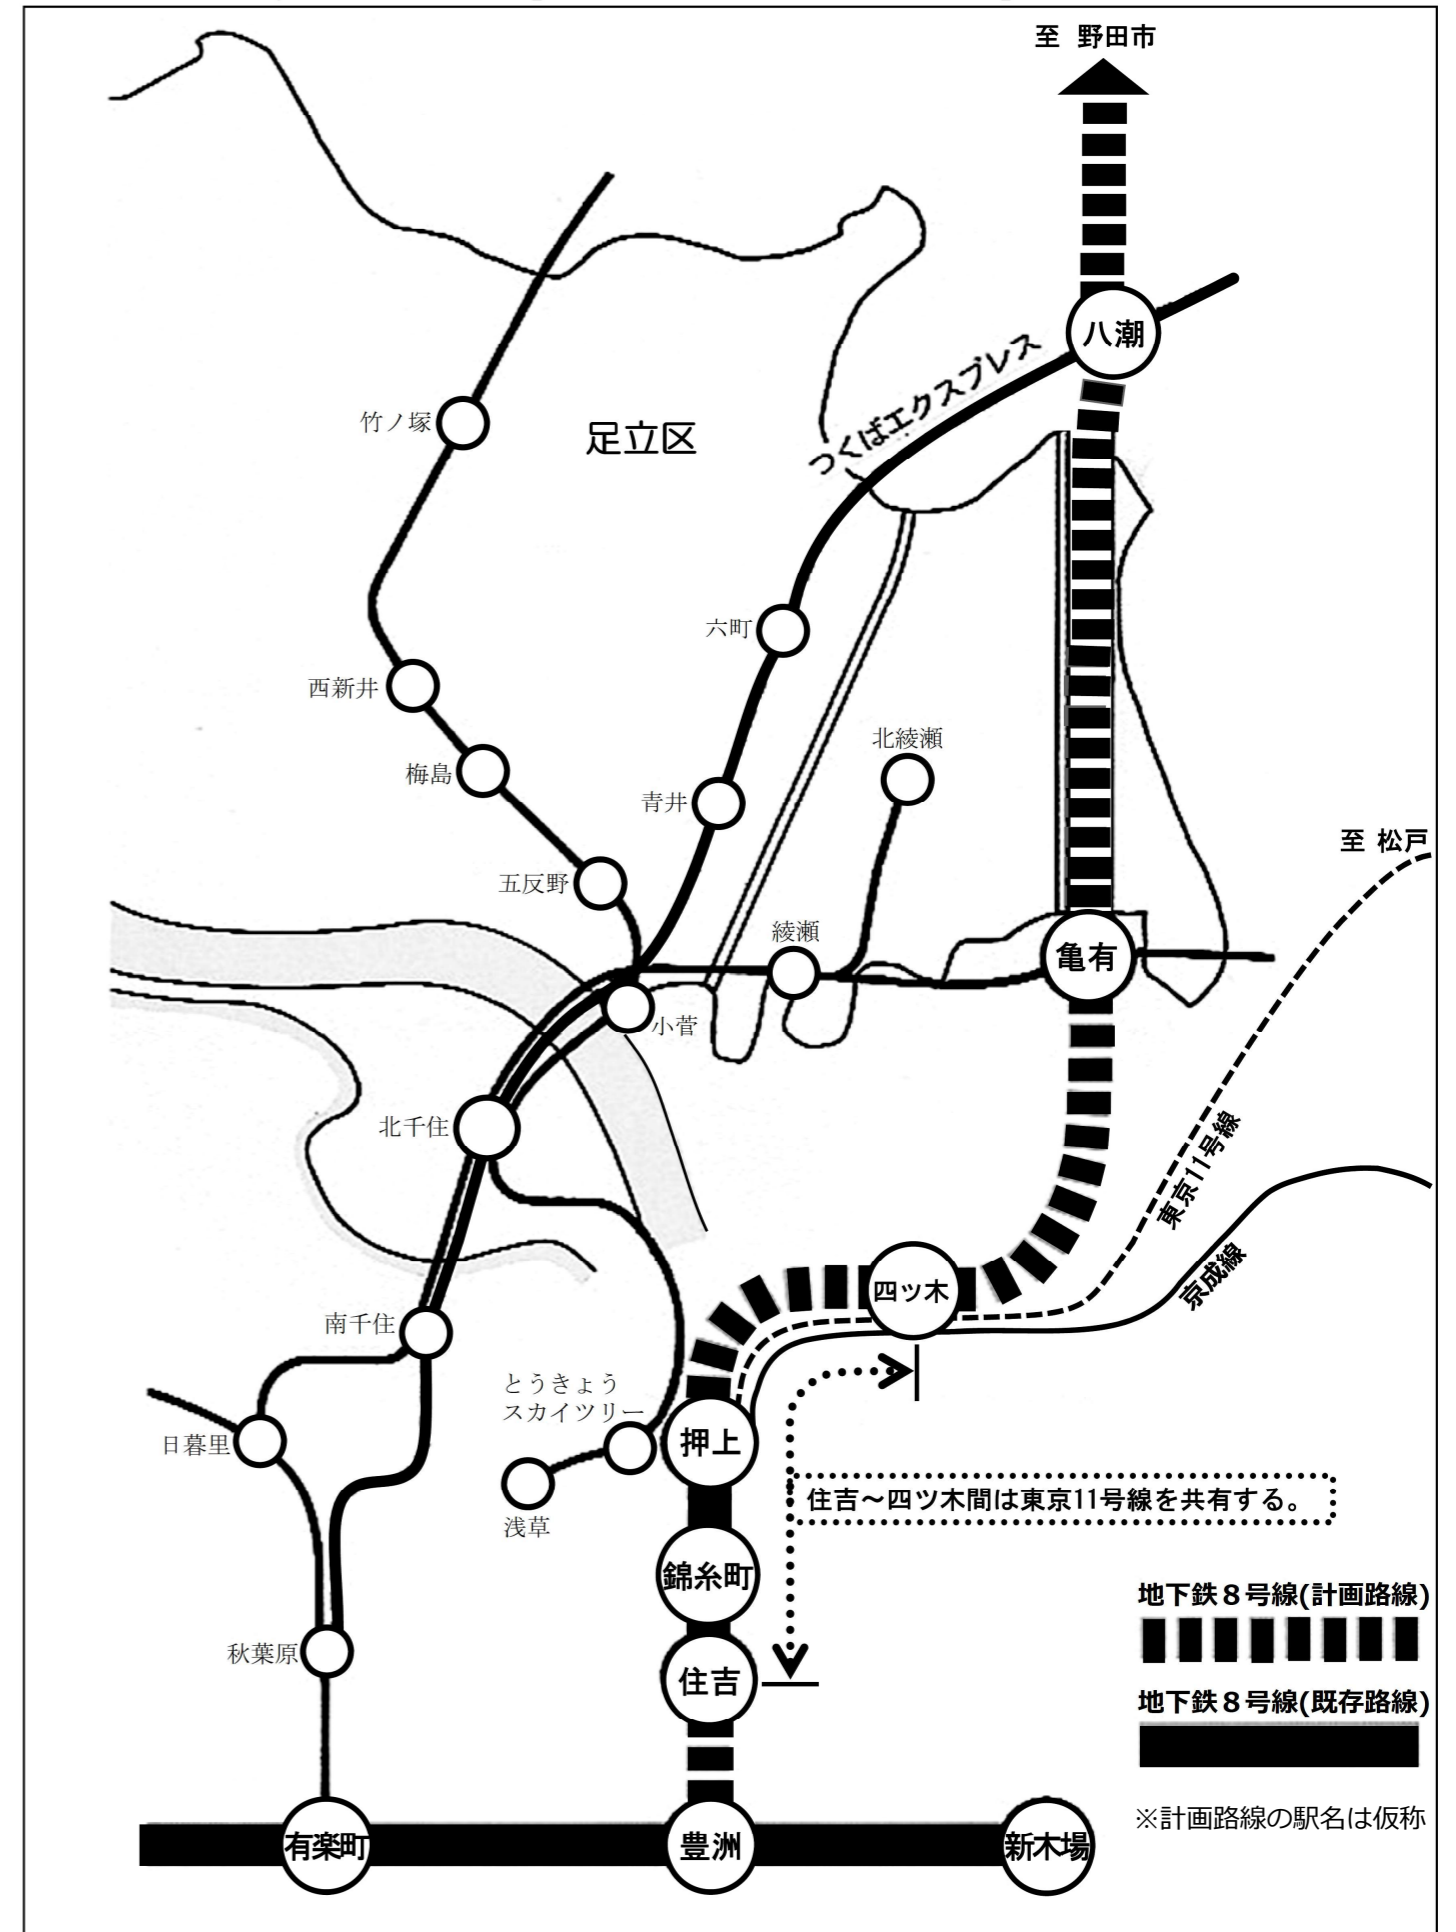 至 野田市
八潮
つくばエクスプレス
竹ノ塚
足立区
六町
西新井
北綾瀬
梅島
青井
至 松戸
五反野
綾瀬
亀有
小菅
北千住
東京11号線
京成線
四ッ木
南千住
とうきょう
スカイツリー
日暮里
押上
浅草
住吉～四ツ木間は東京11号線を共有する。
錦糸町
地下鉄８号線(計画路線)
秋葉原
住吉
地下鉄８号線(既存路線)
※計画路線の駅名は仮称
有楽町
豊洲
新木場